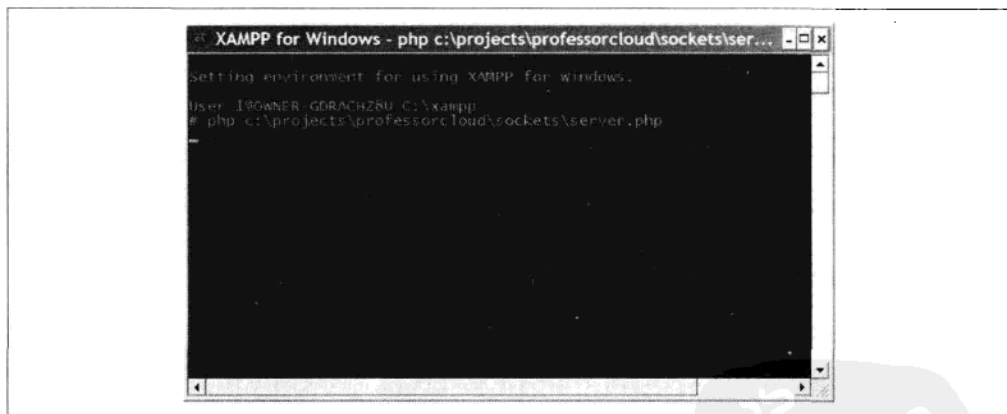 XAMPP for Windows - php c:\projects\professorcloud\sockets\ser...
Setting environment for using XAMPP for Windows.
User 1@OWNER-GDRACHZ8U C:\xampp
# php c:\projects\professorcloud\sockets\server.php